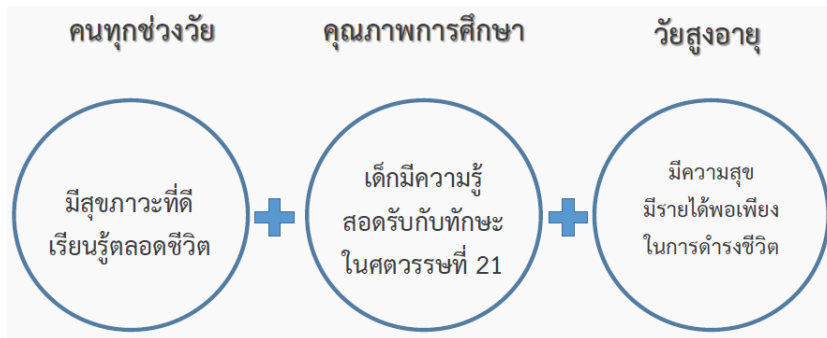 คนทุกช่วงวัย
คุณภาพการศึกษา
วัยสูงอายุ
มีสุขภาวะที่ดี
เรียนรู้ตลอดชีวิต
เด็กมีความรู้
สอดรับกับทักษะ
ในศตวรรษที่ 21
มีความสุข
มีรายได้พอเพียง
ในการดำรงชีวิต